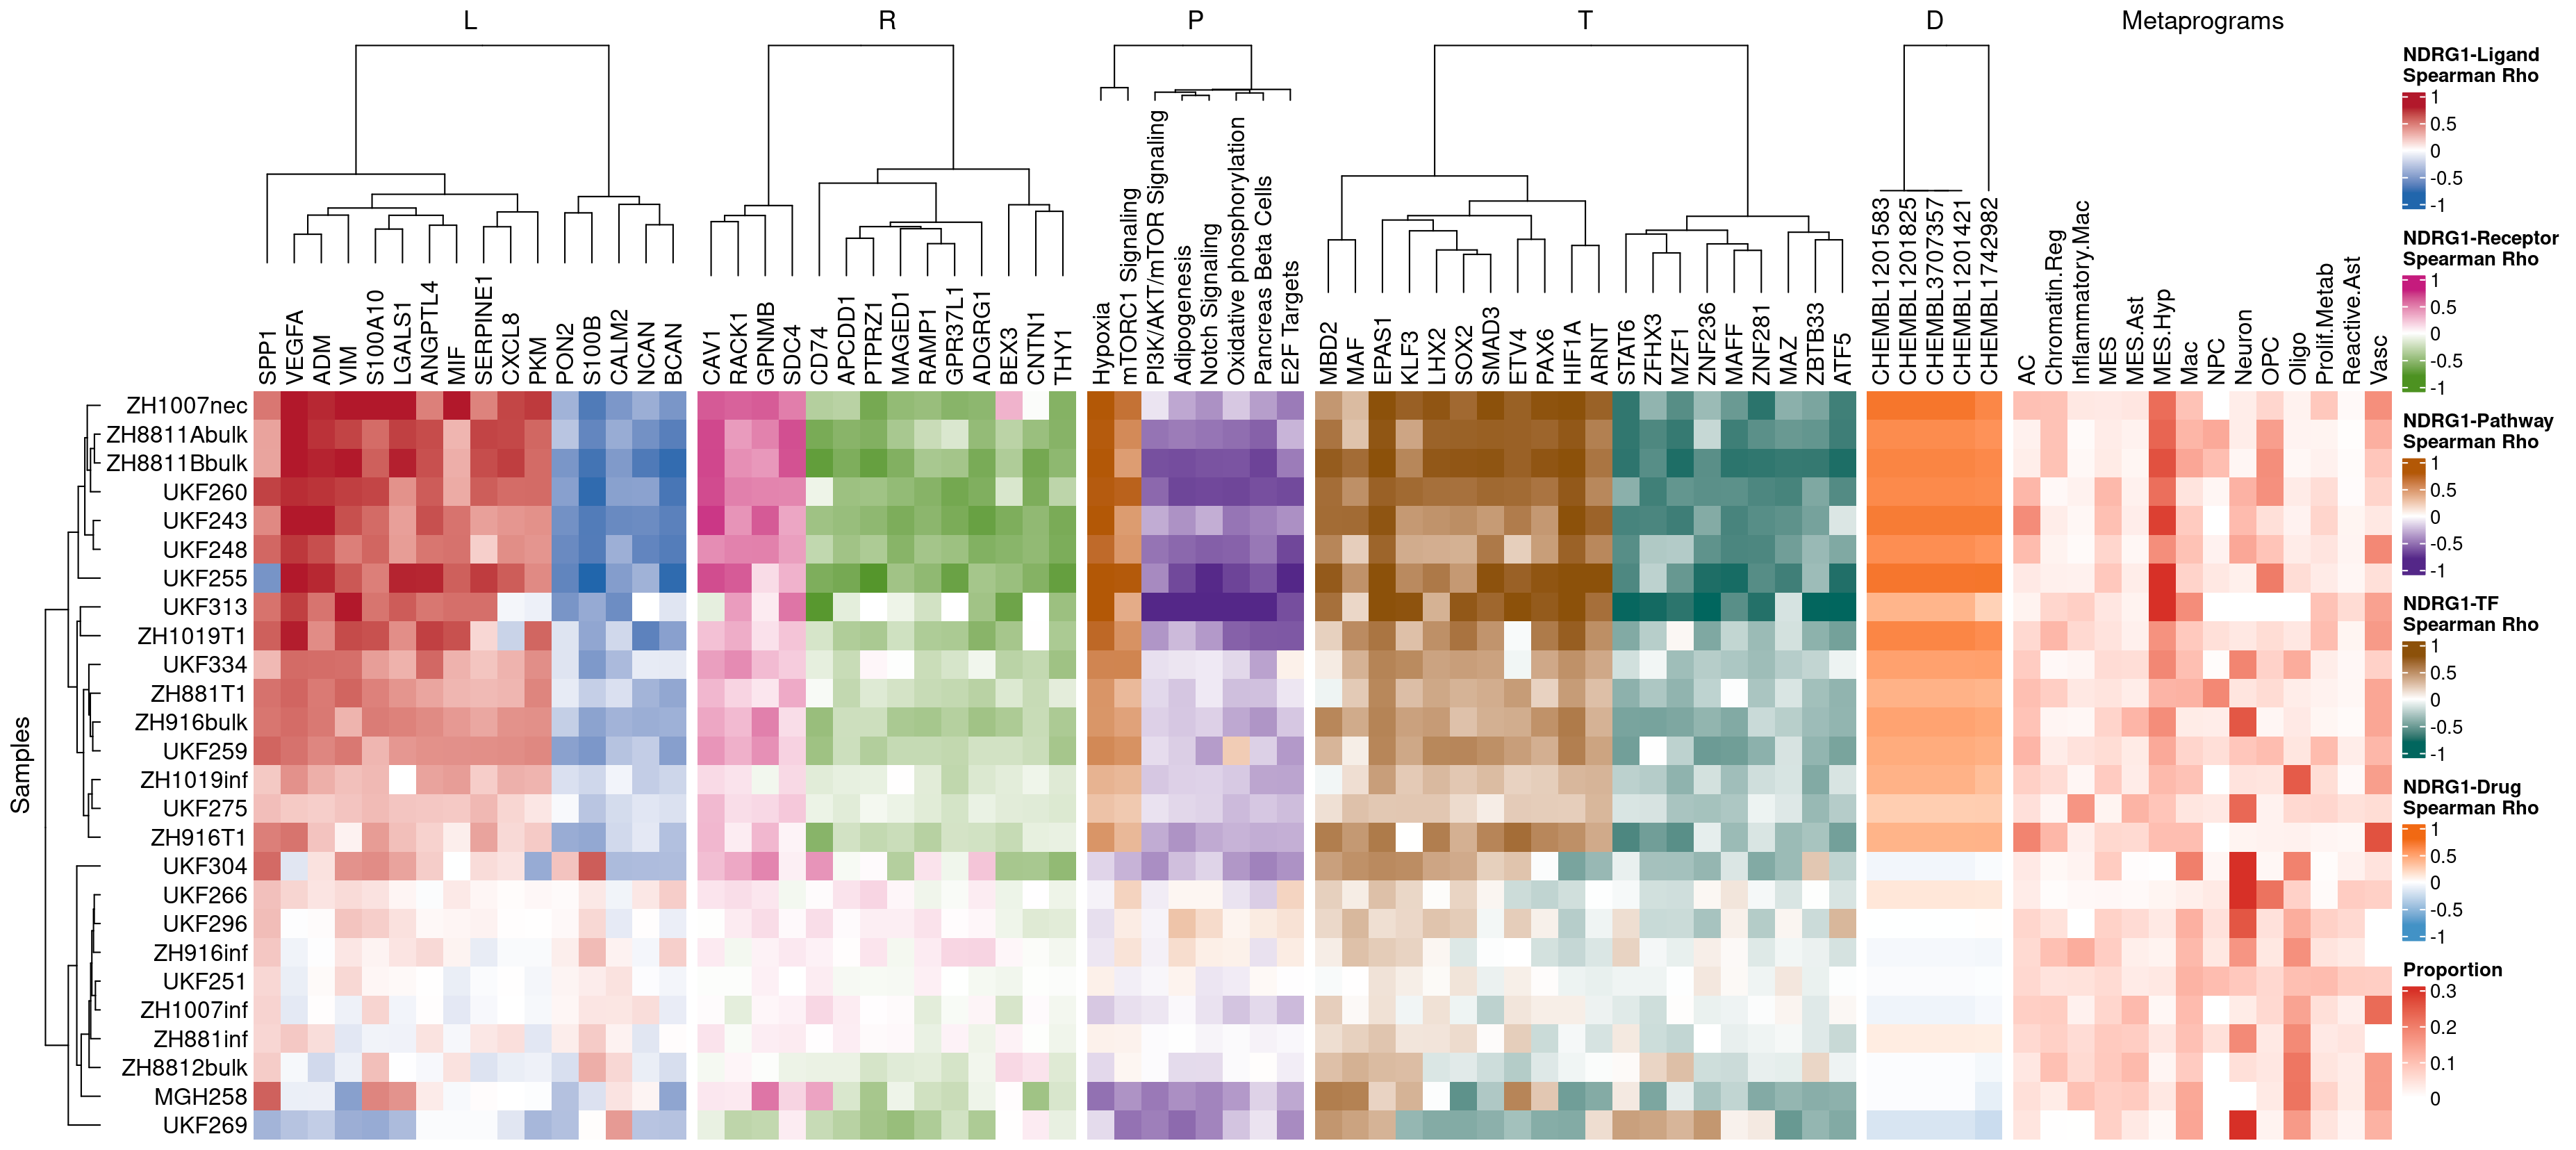 L R P T D Metaprograms
SPP1
VEGFA
ADM
VIM
S100A10
LGALS1
ANGPTL4
MIF
SERPINE1
CXCL8
PKM
PON2
S100B
CALM2
NCAN
BCAN
CAV1
RACK1
GPNMB
SDC4
CD74
APCDD1
PTPRZ1
MAGED1
RAMP1
GPR37L1
ADGRG1
BEX3
CNTN1
THY1
Hypoxia
mTORC1 Signaling
PI3K/AKT/mTOR Signaling
Adipogenesis
Notch Signaling
Oxidative phosphorylation
Pancreas Beta Cells
E2F Targets
MBD2
MAF
EPAS1
KLF3
LHX2
SOX2
SMAD3
ETV4
PAX6
HIF1A
ARNT
STAT6
ZFHX3
MZF1
ZNF236
MAFF
ZNF281
MAZ
ZBTB33
ATF5
CHEMBL1201583
CHEMBL1201825
CHEMBL3707357
CHEMBL1201421
CHEMBL1742982
AC
Chromatin.Reg
Inflammatory.Mac
MES
MES.Ast
MES.Hyp
Mac
NPC
Neuron
OPC
Oligo
Prolif.Metab
Reactive.Ast
Vasc
Samples
ZH1007nec
ZH8811Abulk
ZH8811Bbulk
UKF260
UKF243
UKF248
UKF255
UKF313
ZH1019T1
UKF334
ZH881T1
ZH916bulk
UKF259
ZH1019inf
UKF275
ZH916T1
UKF304
UKF266
UKF296
ZH916inf
UKF251
ZH1007inf
ZH881inf
ZH8812bulk
MGH258
UKF269
NDRG1-Ligand
Spearman Rho
1
0.5
0
-0.5
-1
NDRG1-Receptor
Spearman Rho
1
0.5
0
-0.5
-1
NDRG1-Pathway
Spearman Rho
1
0.5
0
-0.5
-1
NDRG1-TF
Spearman Rho
1
0.5
0
-0.5
-1
NDRG1-Drug
Spearman Rho
1
0.5
0
-0.5
-1
Proportion
0.3
0.2
0.1
0